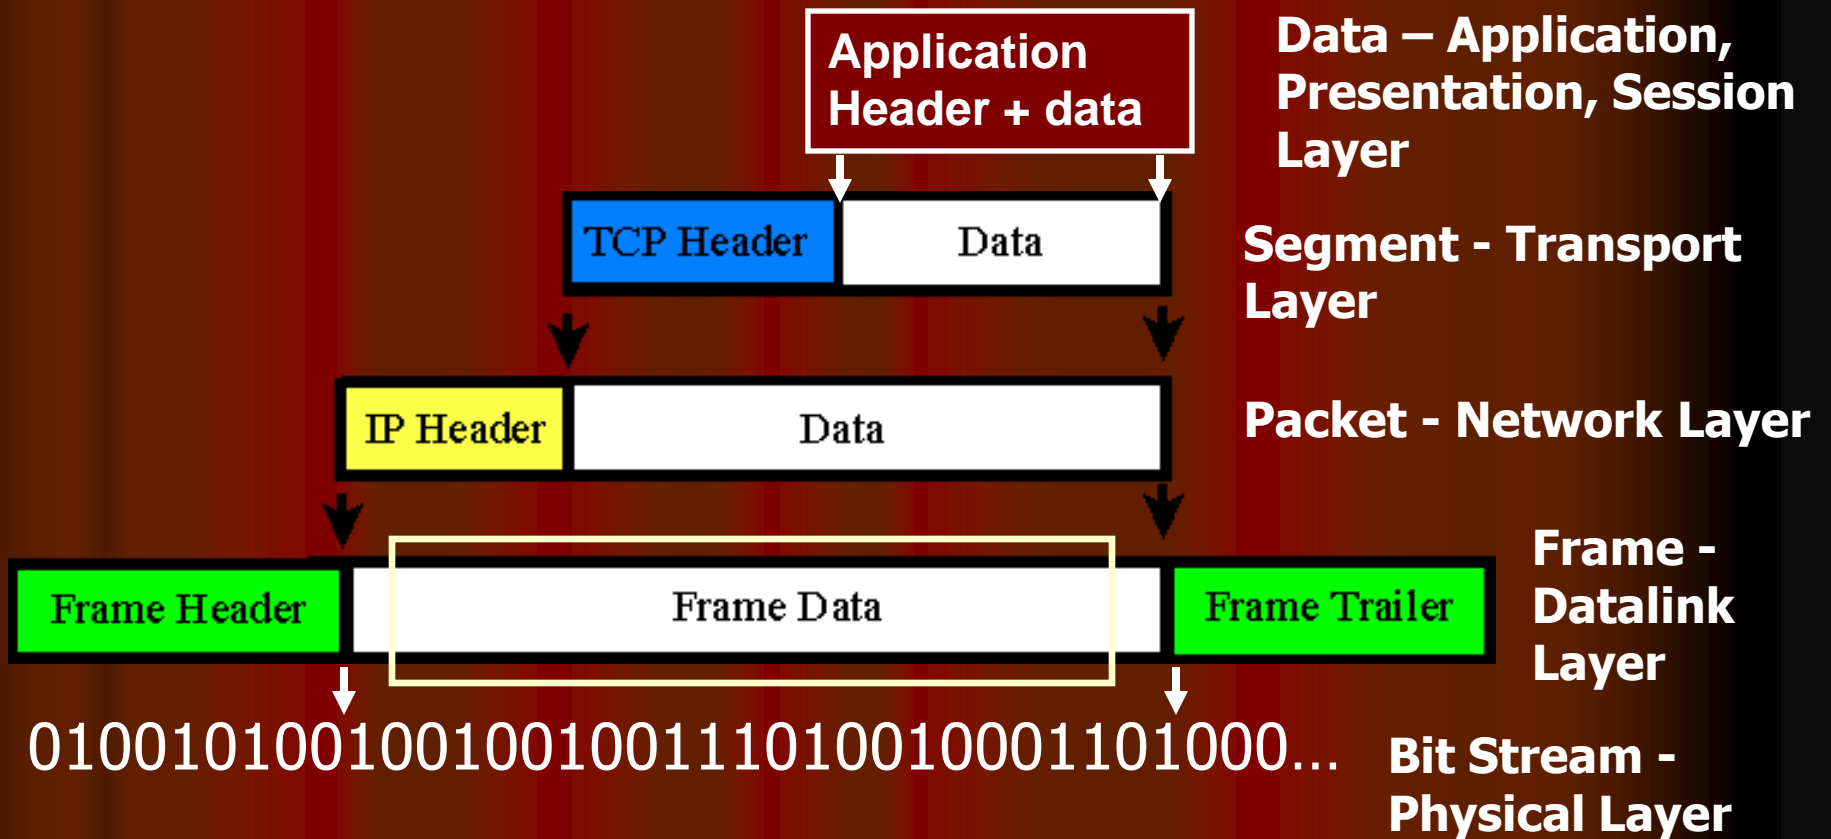 Application
Header + data
Data – Application,
Presentation, Session
Layer
TCP Header
Data
Segment - Transport
Layer
IP Header
Data
Packet - Network Layer
Frame Header
Frame Data
Frame Trailer
Frame -
Datalink
Layer
010010100100100100111010010001101000...
Bit Stream -
Physical Layer